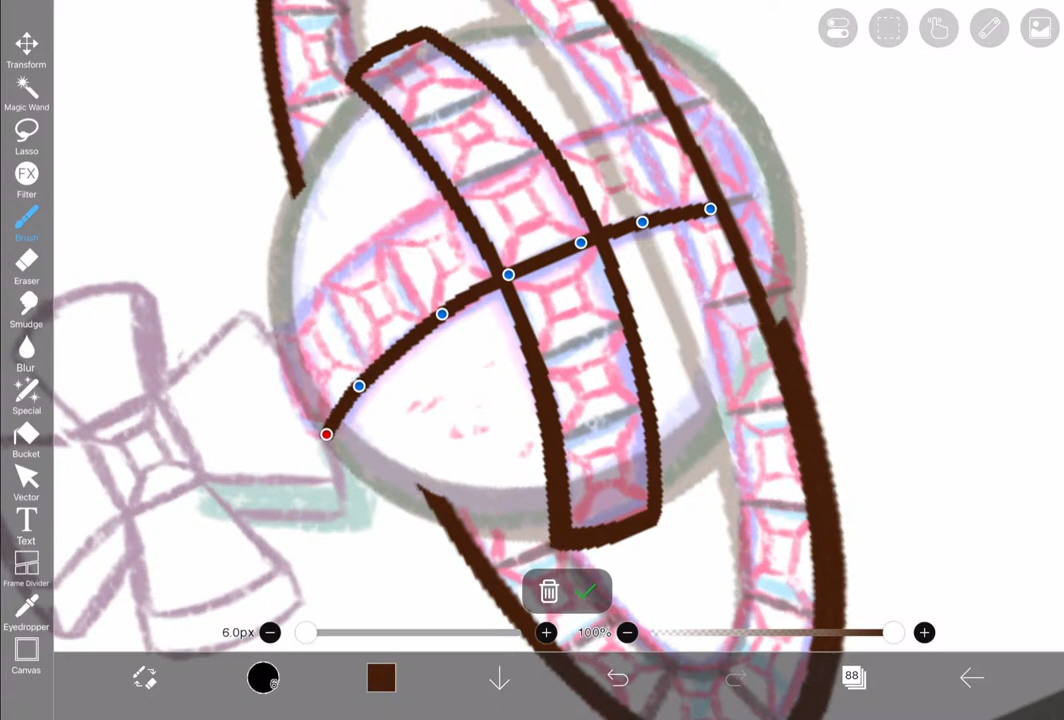 Transform
Magic Wand
Lasso
FX
Filter
Brush
Eraser
Smudge
Blur
Special
Bucket
Vector
T
Text
Frame Divider
Eyedropper
Canvas
6.0px
100%
88